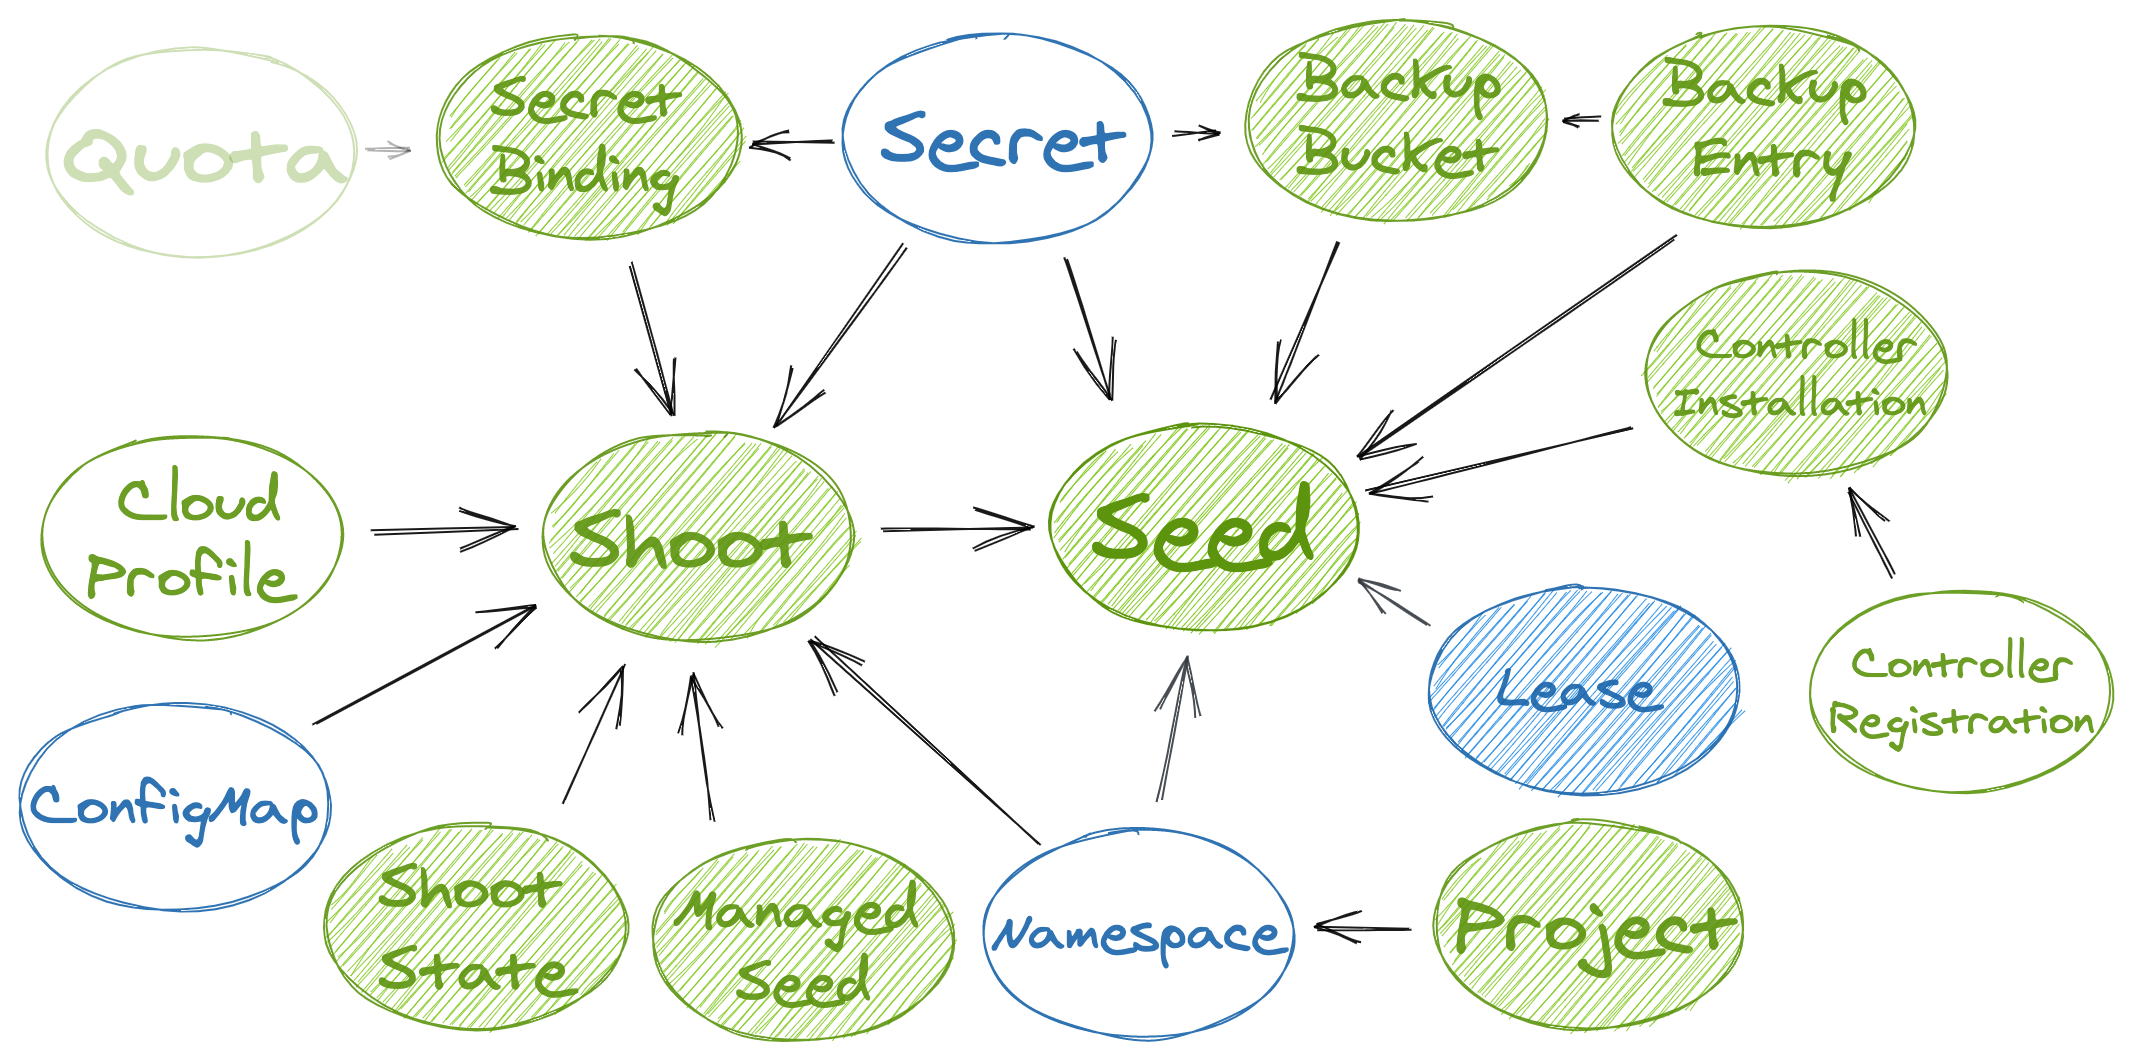 Quota
Secret
Binding
Secret
Backup
Bucket
Backup
Entry
Controller
Installation
Cloud
Profile
Shoot
Seed
Lease
Controller
Registration
ConfigMap
Shoot
State
Managed
Seed
Namespace
Project